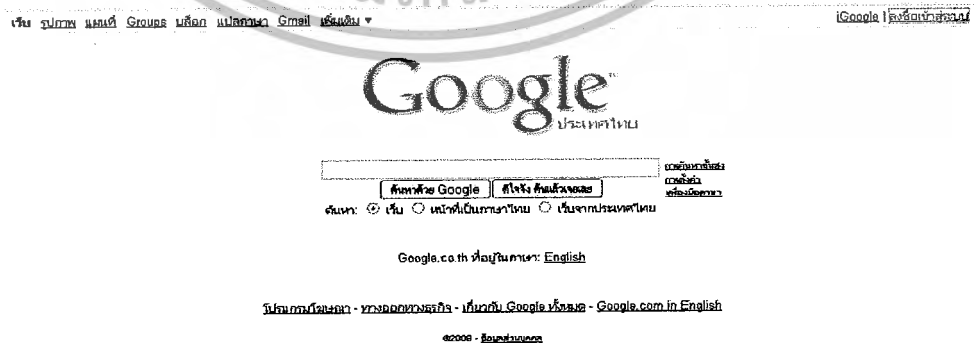 เว็บ รูปภาพ แผนที่ Groups บล็อก แปลภาษา Gmail เพิ่มเติม ▼ iGoogle | ลงชื่อเข้าสู่ระบบ
Google™
ประเทศไทย
การค้นหาขั้นสูง
ค้นหาด้วย Google ดีใจจัง ค้นแล้วเจอเลย การตั้งค่า
เครื่องมือภาษา
ค้นหา: เว็บ หน้าที่เป็นภาษาไทย เว็บจากประเทศไทย
Google.co.th ที่อยู่ในภาษา: English
โปรแกรมโฆษณา - ทางออกทางธุรกิจ - เกี่ยวกับ Google ทั้งหมด - Google.com in English
©2009 - ข้อมูลส่วนบุคคล